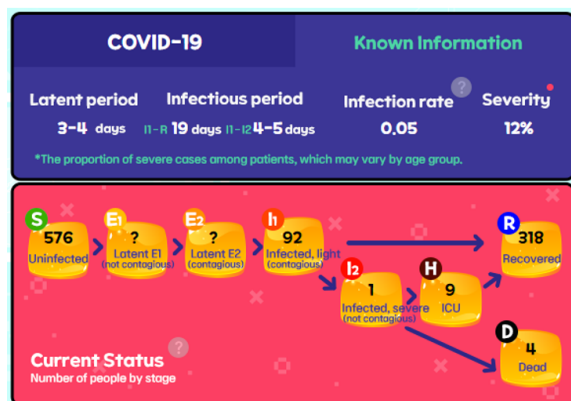 COVID-19
Known Information
?
Latent period
Infectious period
Infection rate
Severity
3-4 days
I1-R 19 days I1-I2 4-5 days
0.05
12%
*The proportion of severe cases among patients, which may vary by age group.
S
576
Uninfected
E1
?
Latent E1
(not contagious)
E2
?
Latent E2
(contagious)
I1
92
Infected, light
(contagious)
R
318
Recovered
I2
1
Infected, severe
(not contagious)
H
9
ICU
D
4
Dead
Current Status ?
Number of people by stage